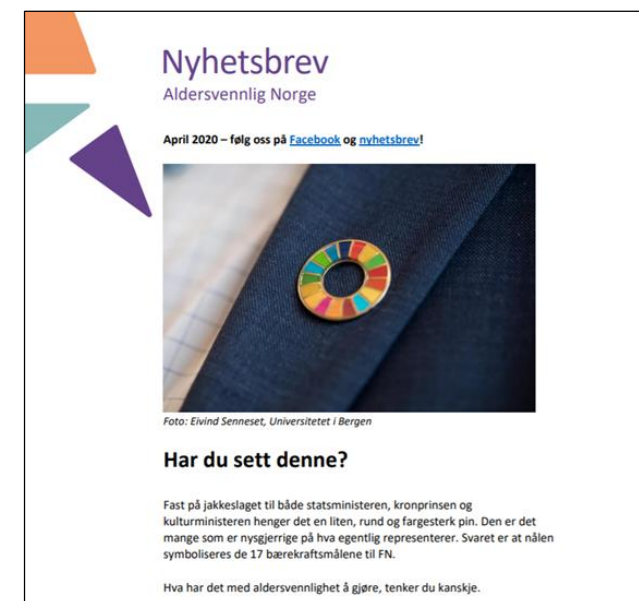 Nyhetsbrev
Aldersvennlig Norge
April 2020 – følg oss på Facebook og nyhetsbrev!
Foto: Eivind Senneset, Universitetet i Bergen
Har du sett denne?
Fast på jakkeslaget til både statsministeren, kronprinsen og
kulturministeren henger det en liten, rund og fargesterk pin. Den er det
mange som er nysgjerrige på hva egentlig representerer. Svaret er at nålen
symboliseres de 17 bærekraftsmålene til FN.
Hva har det med aldersvennlighet å gjøre, tenker du kanskje.